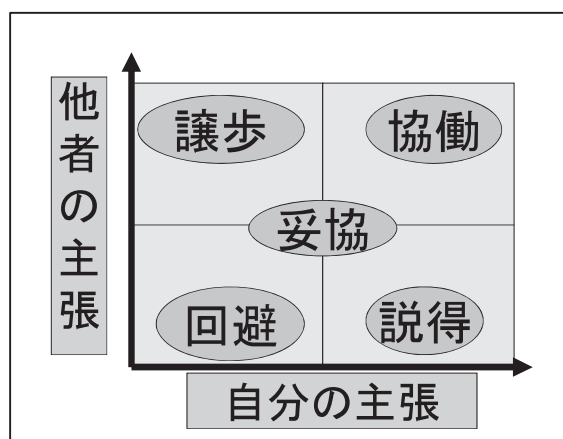 他者の主張
譲歩
協働
妥協
回避
説得
自分の主張